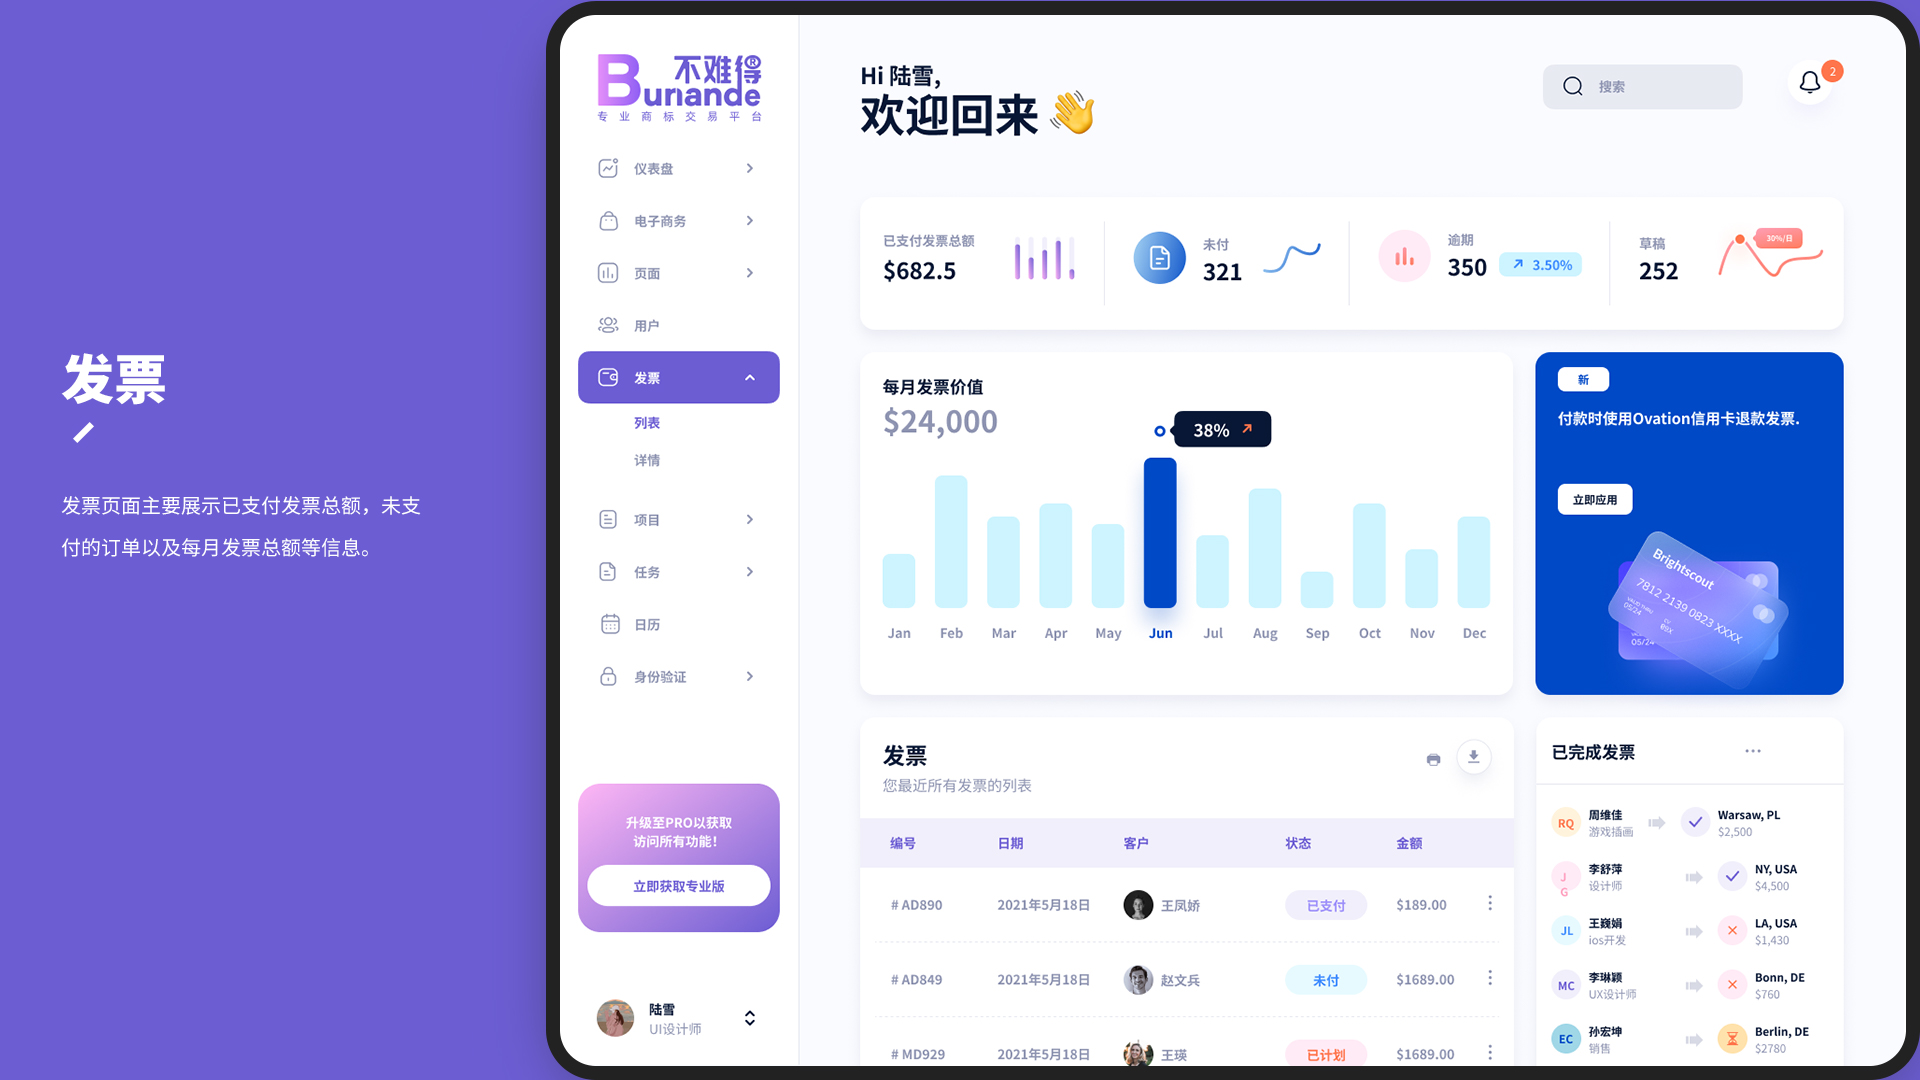 发票
发票页面主要展示已支付发票总额，未支
付的订单以及每月发票总额等信息。
不难得®
Bunande
专业商标交易平台
仪表盘
电子商务
页面
用户
发票
列表
详情
项目
任务
日历
身份验证
升级至PRO以获取
访问所有功能!
立即获取专业版
陆雪
UI设计师
Hi 陆雪,
欢迎回来 👋
搜索
2
已支付发票总额
$682.5
未付
321
逾期
350
3.50%
草稿
252
30%/日
每月发票价值
$24,000
38%
Jan Feb Mar Apr May Jun Jul Aug Sep Oct Nov Dec
新
付款时使用Ovation信用卡退款发票.
立即应用
Brightscout
7812 2139 0823 XXXX
VALID THRU
05/24
05/24
发票
您最近所有发票的列表
编号 日期 客户 状态 金额
# AD890 2021年5月18日 王凤娇 已支付 $189.00
# AD849 2021年5月18日 赵文兵 未付 $1689.00
# MD929 2021年5月18日 王瑛 已计划 $1689.00
已完成发票
RQ 周维佳 Warsaw, PL
游戏插画 $2,500
JG 李舒萍 NY, USA
设计师 $4,500
JL 王巍娟 LA, USA
ios开发 $1,430
MC 李琳颖 Bonn, DE
UX设计师 $760
EC 孙宏坤 Berlin, DE
销售 $2780